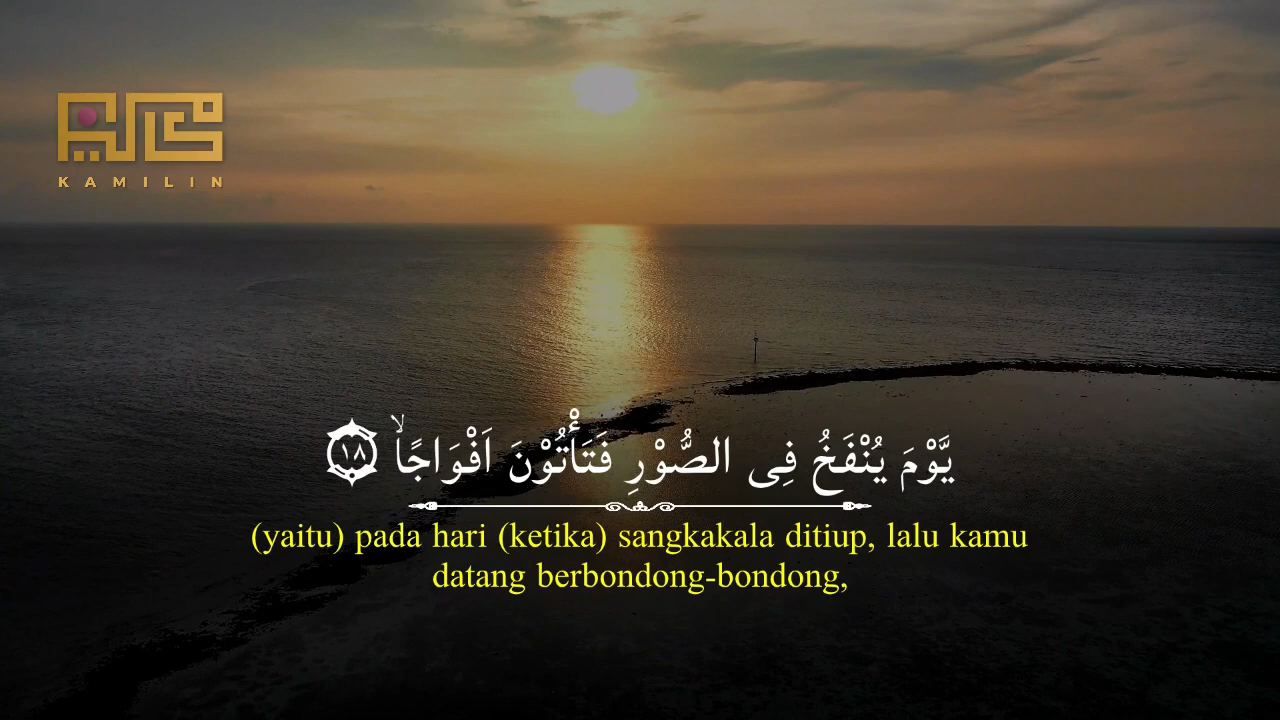 KAMILIN
يَّوْمَ يُنْفَخُ فِى الصُّوْرِ فَتَأْتُوْنَ اَفْوَاجًاۙ ١٨
(yaitu) pada hari (ketika) sangkakala ditiup, lalu kamu
datang berbondong-bondong,